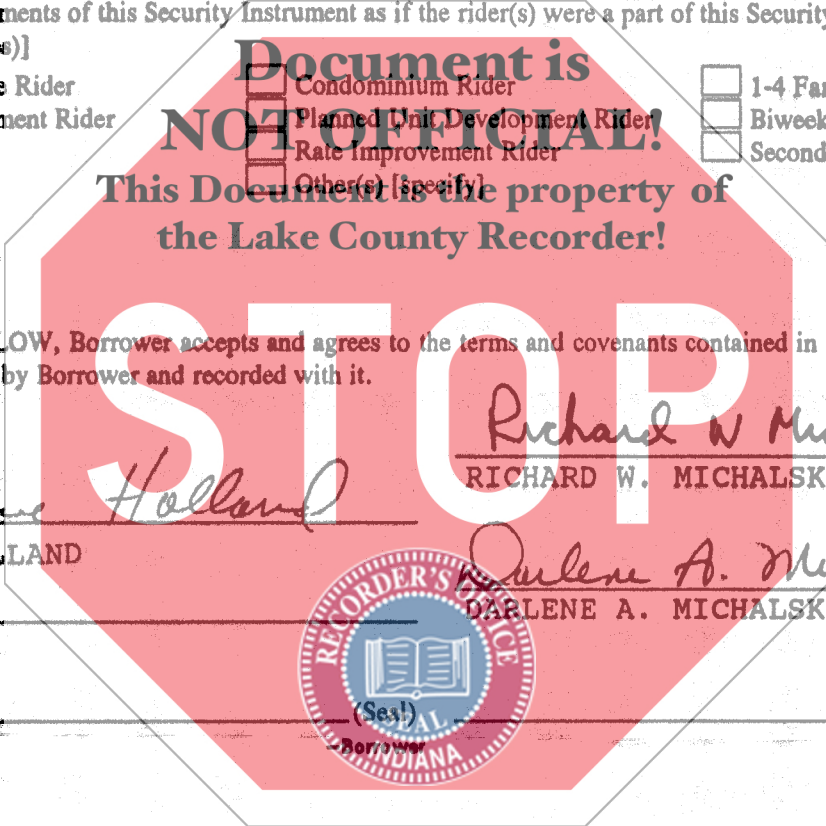 ments of this Security Instrument as if the rider(s) were a part of this Security
s)]
Document is
Rider
Condominium Rider
1-4 Fa
ment Rider
Planned Unit Development Rider
Biweek
NOT OFFICIAL!
Rate Improvement Rider
Second
Other(s) [specify]
This Document is the property of
the Lake County Recorder!
STOP
LOW, Borrower accepts and agrees to the terms and covenants contained in
by Borrower and recorded with it.
Richard W Mi
RICHARD W. MICHALSK
Holland
LLAND
Darlene A. Mi
DARLENE A. MICHALSK
RECORDER'S OFFICE
(Seal)
SEAL
-Borrower
INDIANA